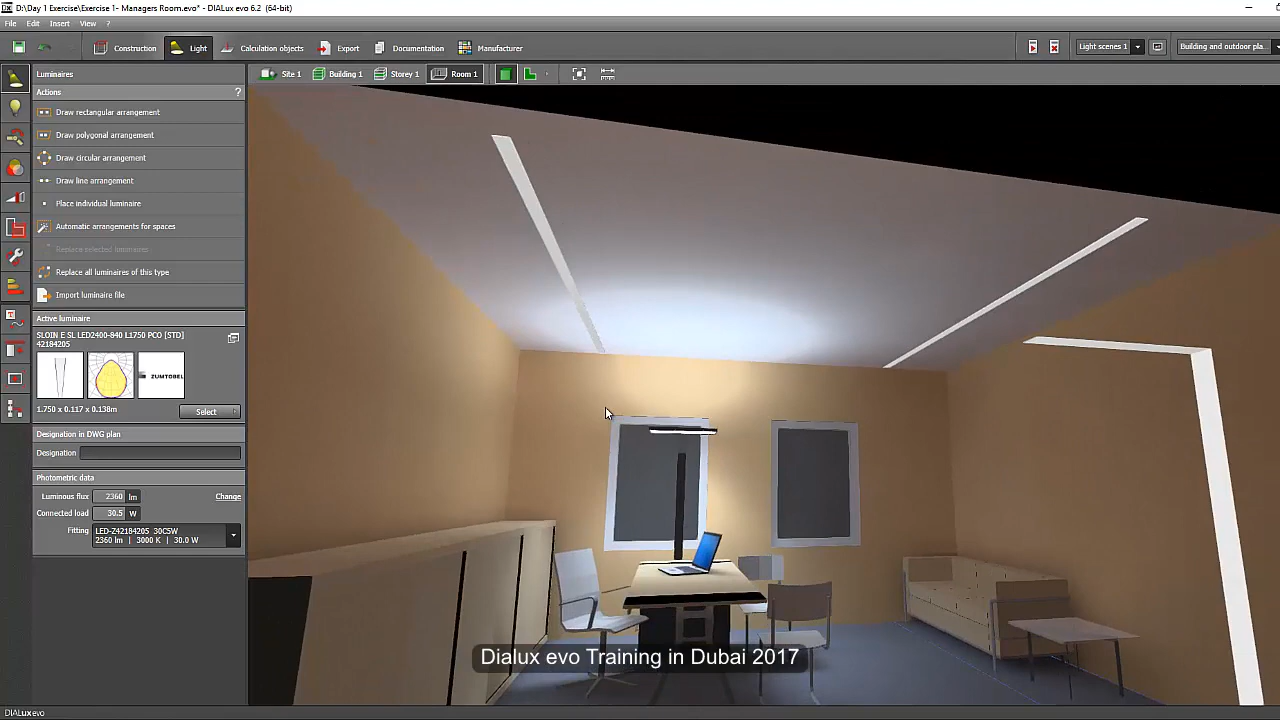 D:\Day 1 Exercise\Exercise 1- Managers Room.evo* - DIALux evo 6.2 (64-bit)
File Edit Insert View ?
Construction Light Calculation objects Export Documentation Manufacturer Light scenes 1 Building and outdoor pla...
Luminaires Site 1 Building 1 Storey 1 Room 1
Actions ?
Draw rectangular arrangement
Draw polygonal arrangement
Draw circular arrangement
Draw line arrangement
Place individual luminaire
Automatic arrangements for spaces
Replace selected luminaires
Replace all luminaires of this type
Import luminaire file
Active luminaire
SLOIN E SL LED2400-840 L1750 PCO [STD]
42184205
ZUMTOBEL
1.750 x 0.117 x 0.138m Select
Designation in DWG plan
Designation
Photometric data
Luminous flux 2360 lm Change
Connected load 30.5 W
Fitting LED-Z42184205 30C5W
2360 lm | 3000 K | 30.0 W
Dialux evo Training in Dubai 2017
DIALux evo